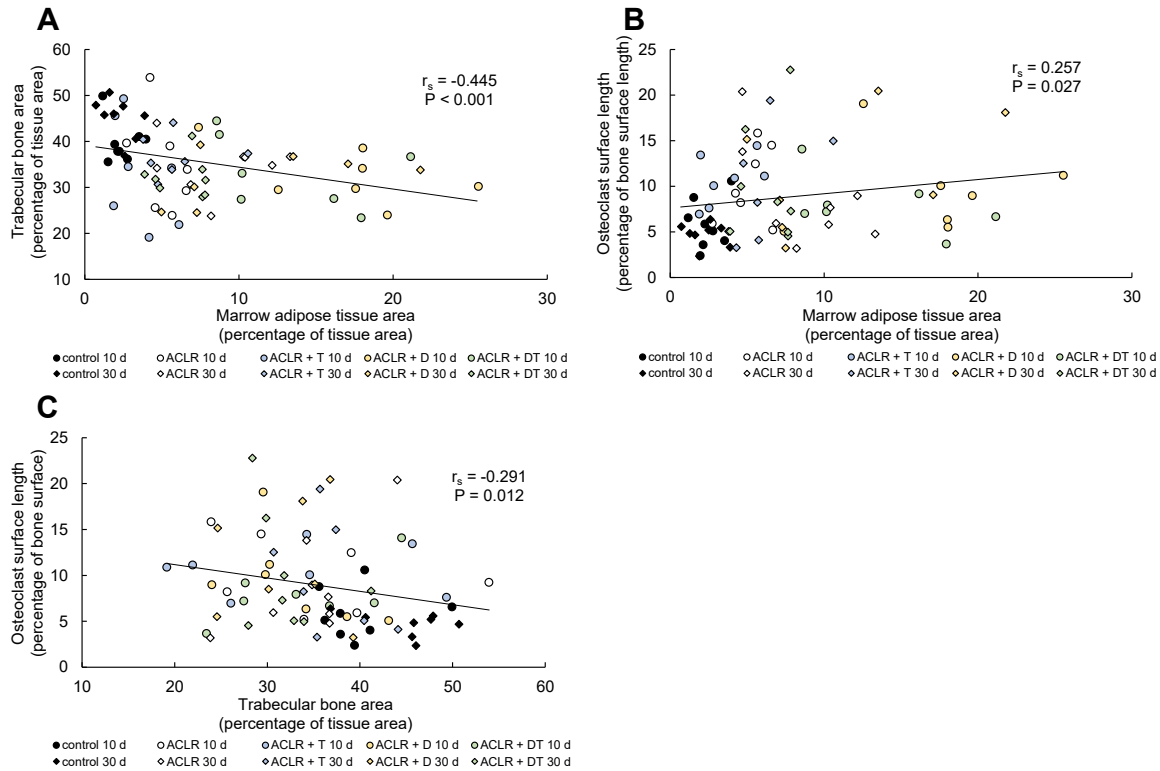 A
Trabecular bone area
(percentage of tissue area)
60
50
40
30
20
10
rs = -0.445
P < 0.001
0
10
20
30
Marrow adipose tissue area
(percentage of tissue area)
control 10 d
ACLR 10 d
ACLR + T 10 d
ACLR + D 10 d
ACLR + DT 10 d
control 30 d
ACLR 30 d
ACLR + T 30 d
ACLR + D 30 d
ACLR + DT 30 d
B
Osteoclast surface length
(percentage of bone surface length)
25
20
15
10
5
0
rs = 0.257
P = 0.027
0
10
20
30
Marrow adipose tissue area
(percentage of tissue area)
control 10 d
ACLR 10 d
ACLR + T 10 d
ACLR + D 10 d
ACLR + DT 10 d
control 30 d
ACLR 30 d
ACLR + T 30 d
ACLR + D 30 d
ACLR + DT 30 d
C
Osteoclast surface length
(percentage of bone surface)
25
20
15
10
5
0
rs = -0.291
P = 0.012
10
20
30
40
50
60
Trabecular bone area
(percentage of tissue area)
control 10 d
ACLR 10 d
ACLR + T 10 d
ACLR + D 10 d
ACLR + DT 10 d
control 30 d
ACLR 30 d
ACLR + T 30 d
ACLR + D 30 d
ACLR + DT 30 d